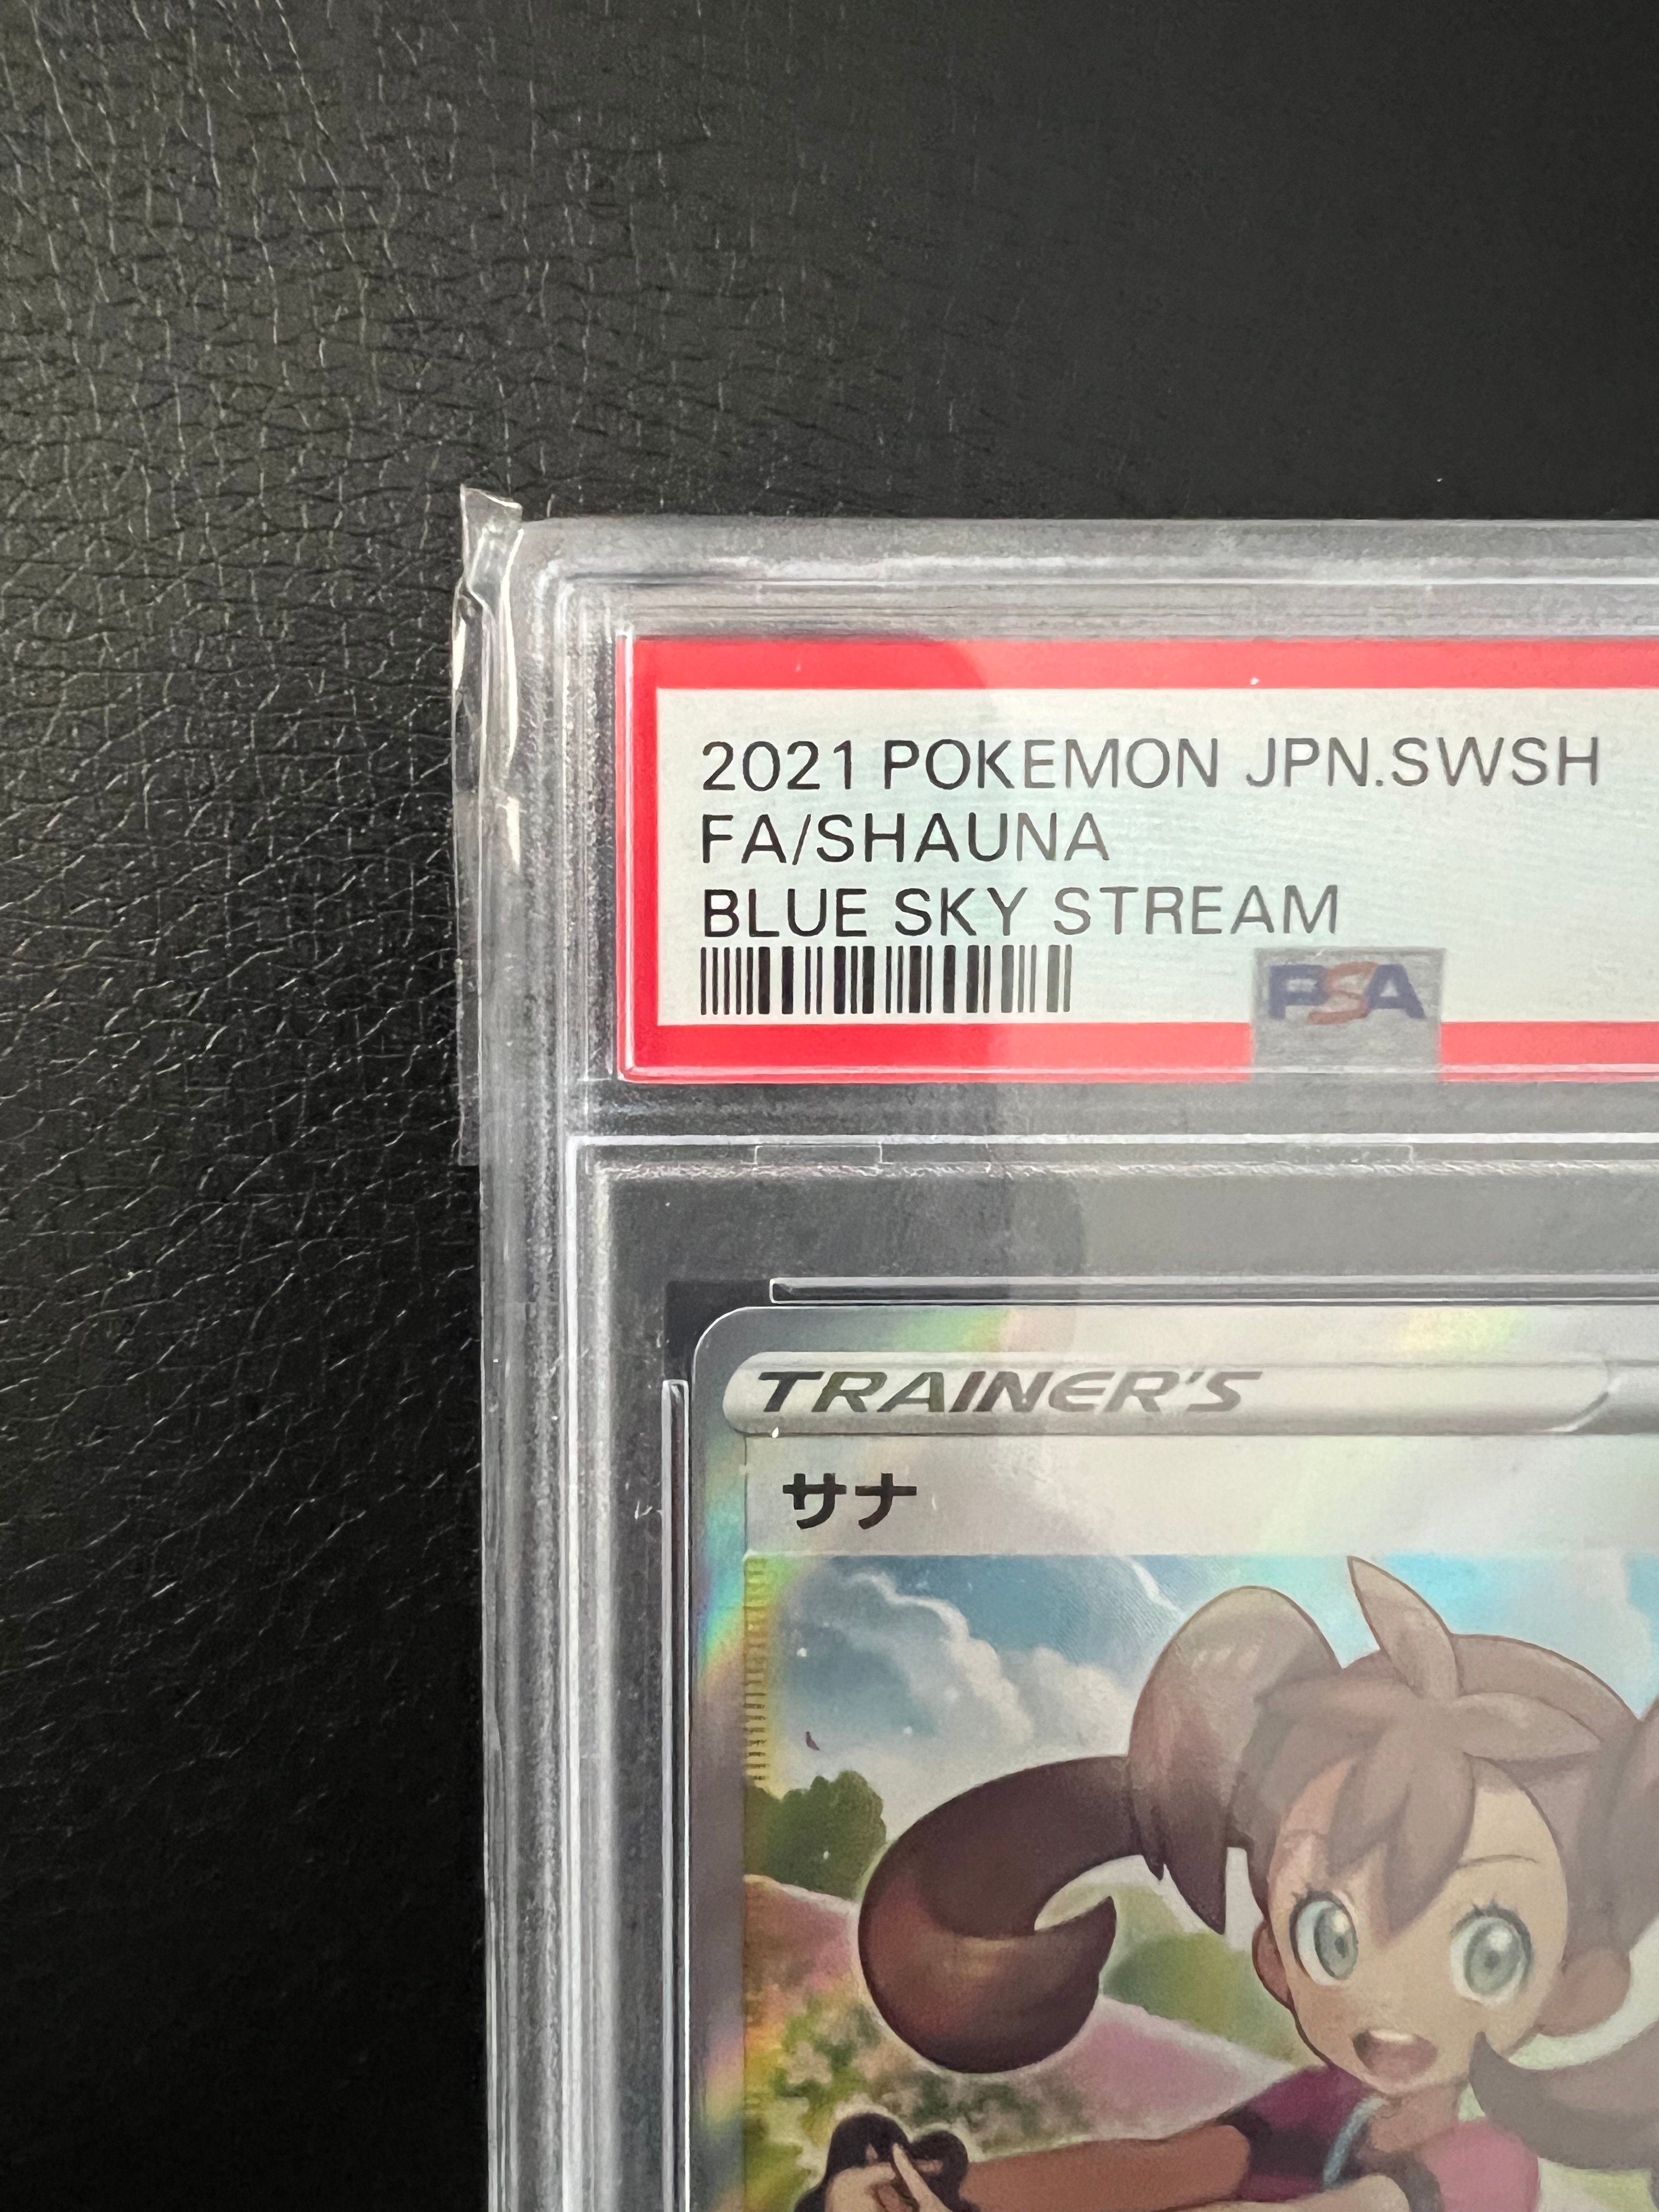 2021 POKEMON JPN.SWSH
FA/SHAUNA
BLUE SKY STREAM
PSA
TRAINER'S
サナ